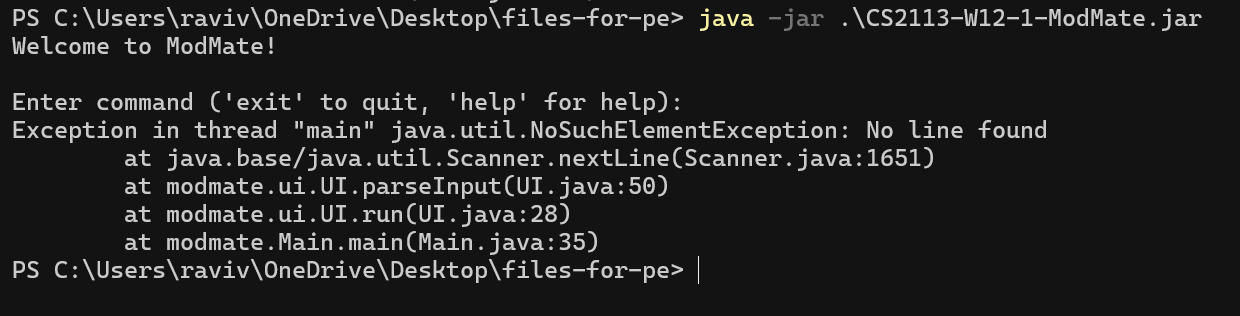 PS C:\Users\raviv\OneDrive\Desktop\files-for-pe> java -jar .\CS2113-W12-1-ModMate.jar
Welcome to ModMate!
Enter command ('exit' to quit, 'help' for help):
Exception in thread "main" java.util.NoSuchElementException: No line found
        at java.base/java.util.Scanner.nextLine(Scanner.java:1651)
        at modmate.ui.UI.parseInput(UI.java:50)
        at modmate.ui.UI.run(UI.java:28)
        at modmate.Main.main(Main.java:35)
PS C:\Users\raviv\OneDrive\Desktop\files-for-pe>